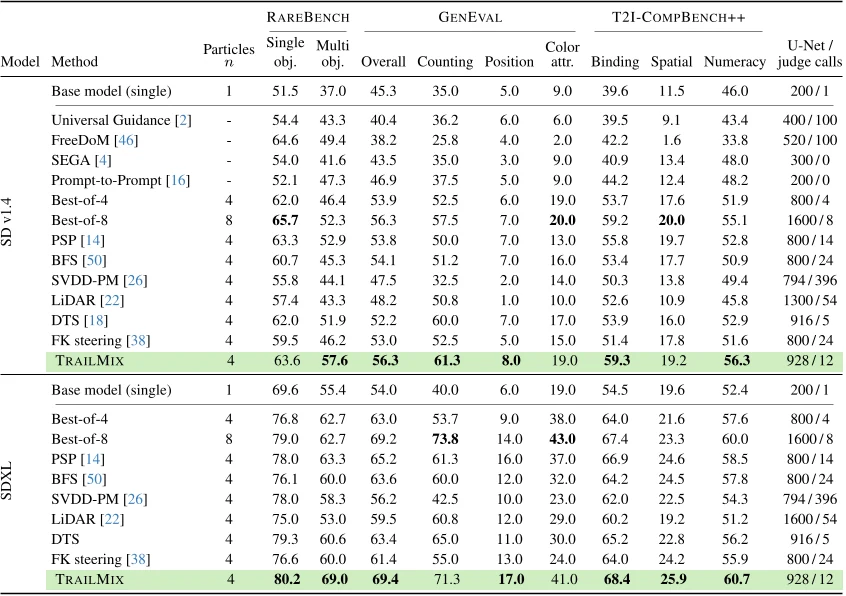 RAREBENCH GENEVAL T2I-COMPBENCH++
Model Method Particles n Single obj. Multi obj. Overall Counting Position Color attr. Binding Spatial Numeracy U-Net / judge calls
SD v1.4
Base model (single) 1 51.5 37.0 45.3 35.0 5.0 9.0 39.6 11.5 46.0 200 / 1
Universal Guidance [2] - 54.4 43.3 40.4 36.2 6.0 6.0 39.5 9.1 43.4 400 / 100
FreeDoM [46] - 64.6 49.4 38.2 25.8 4.0 2.0 42.2 1.6 33.8 520 / 100
SEGA [4] - 54.0 41.6 43.5 35.0 3.0 9.0 40.9 13.4 48.0 300 / 0
Prompt-to-Prompt [16] - 52.1 47.3 46.9 37.5 5.0 9.0 44.2 12.4 48.2 200 / 0
Best-of-4 4 62.0 46.4 53.9 52.5 6.0 19.0 53.7 17.6 51.9 800 / 4
Best-of-8 8 65.7 52.3 56.3 57.5 7.0 20.0 59.2 20.0 55.1 1600 / 8
PSP [14] 4 63.3 52.9 53.8 50.0 7.0 13.0 55.8 19.7 52.8 800 / 14
BFS [50] 4 60.7 45.3 54.1 51.2 7.0 16.0 53.4 17.7 50.9 800 / 24
SVDD-PM [26] 4 55.8 44.1 47.5 32.5 2.0 14.0 50.3 13.8 49.4 794 / 396
LiDAR [22] 4 57.4 43.3 48.2 50.8 1.0 10.0 52.6 10.9 45.8 1300 / 54
DTS [18] 4 62.0 51.9 52.2 60.0 7.0 17.0 53.9 16.0 52.9 916 / 5
FK steering [38] 4 59.5 46.2 53.0 52.5 5.0 15.0 51.4 17.8 51.6 800 / 24
TRAILMIX 4 63.6 57.6 56.3 61.3 8.0 19.0 59.3 19.2 56.3 928 / 12
SDXL
Base model (single) 1 69.6 55.4 54.0 40.0 6.0 19.0 54.5 19.6 52.4 200 / 1
Best-of-4 4 76.8 62.7 63.0 53.7 9.0 38.0 64.0 21.6 57.6 800 / 4
Best-of-8 8 79.0 62.7 69.2 73.8 14.0 43.0 67.4 23.3 60.0 1600 / 8
PSP [14] 4 78.0 63.3 65.2 61.3 16.0 37.0 66.9 24.6 58.5 800 / 14
BFS [50] 4 76.1 60.0 63.6 60.0 12.0 32.0 64.2 24.5 57.8 800 / 24
SVDD-PM [26] 4 78.0 58.3 56.2 42.5 10.0 23.0 62.0 22.5 54.3 794 / 396
LiDAR [22] 4 75.0 53.0 59.5 60.8 12.0 29.0 60.2 19.2 51.2 1600 / 54
DTS 4 79.3 60.6 63.4 65.0 11.0 30.0 65.2 22.8 56.2 916 / 5
FK steering [38] 4 76.6 60.0 61.4 55.0 13.0 24.0 64.0 24.2 55.9 800 / 24
TRAILMIX 4 80.2 69.0 69.4 71.3 17.0 41.0 68.4 25.9 60.7 928 / 12